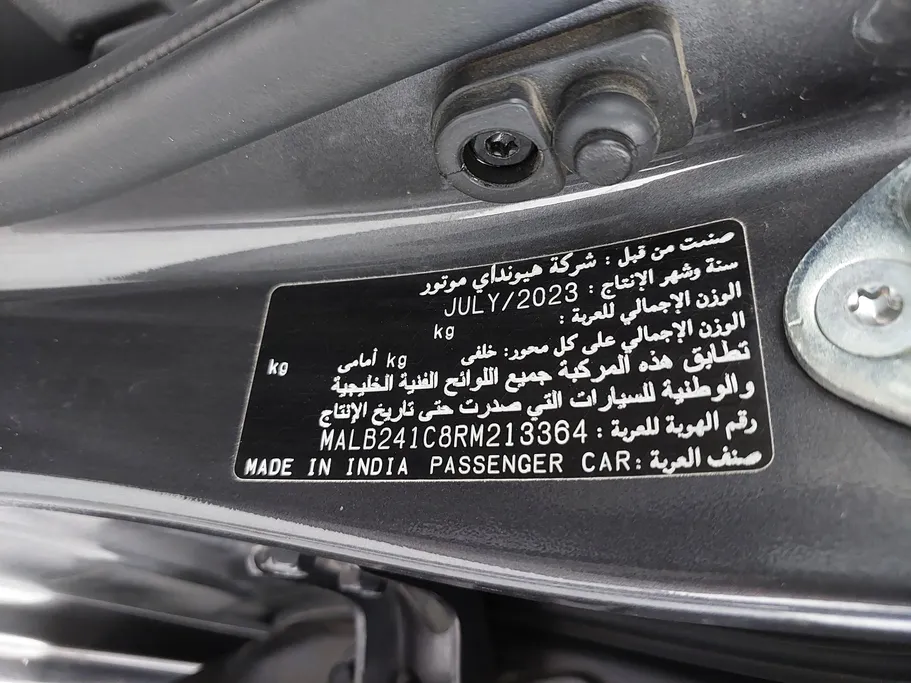 صنعت من قبل : شركة هيونداي موتور
سنة وشهر الإنتاج : JULY/2023
الوزن الإجمالي للعربة : kg
الوزن الإجمالي على كل محور: خلفى kg أمامى kg
تطابق هذه المركبة جميع اللوائح الفنية الخليجية
والوطنية للسيارات التي صدرت حتى تاريخ الإنتاج
رقم الهوية للعربة : MALB241C8RM213364
صنف العربة : MADE IN INDIA PASSENGER CAR